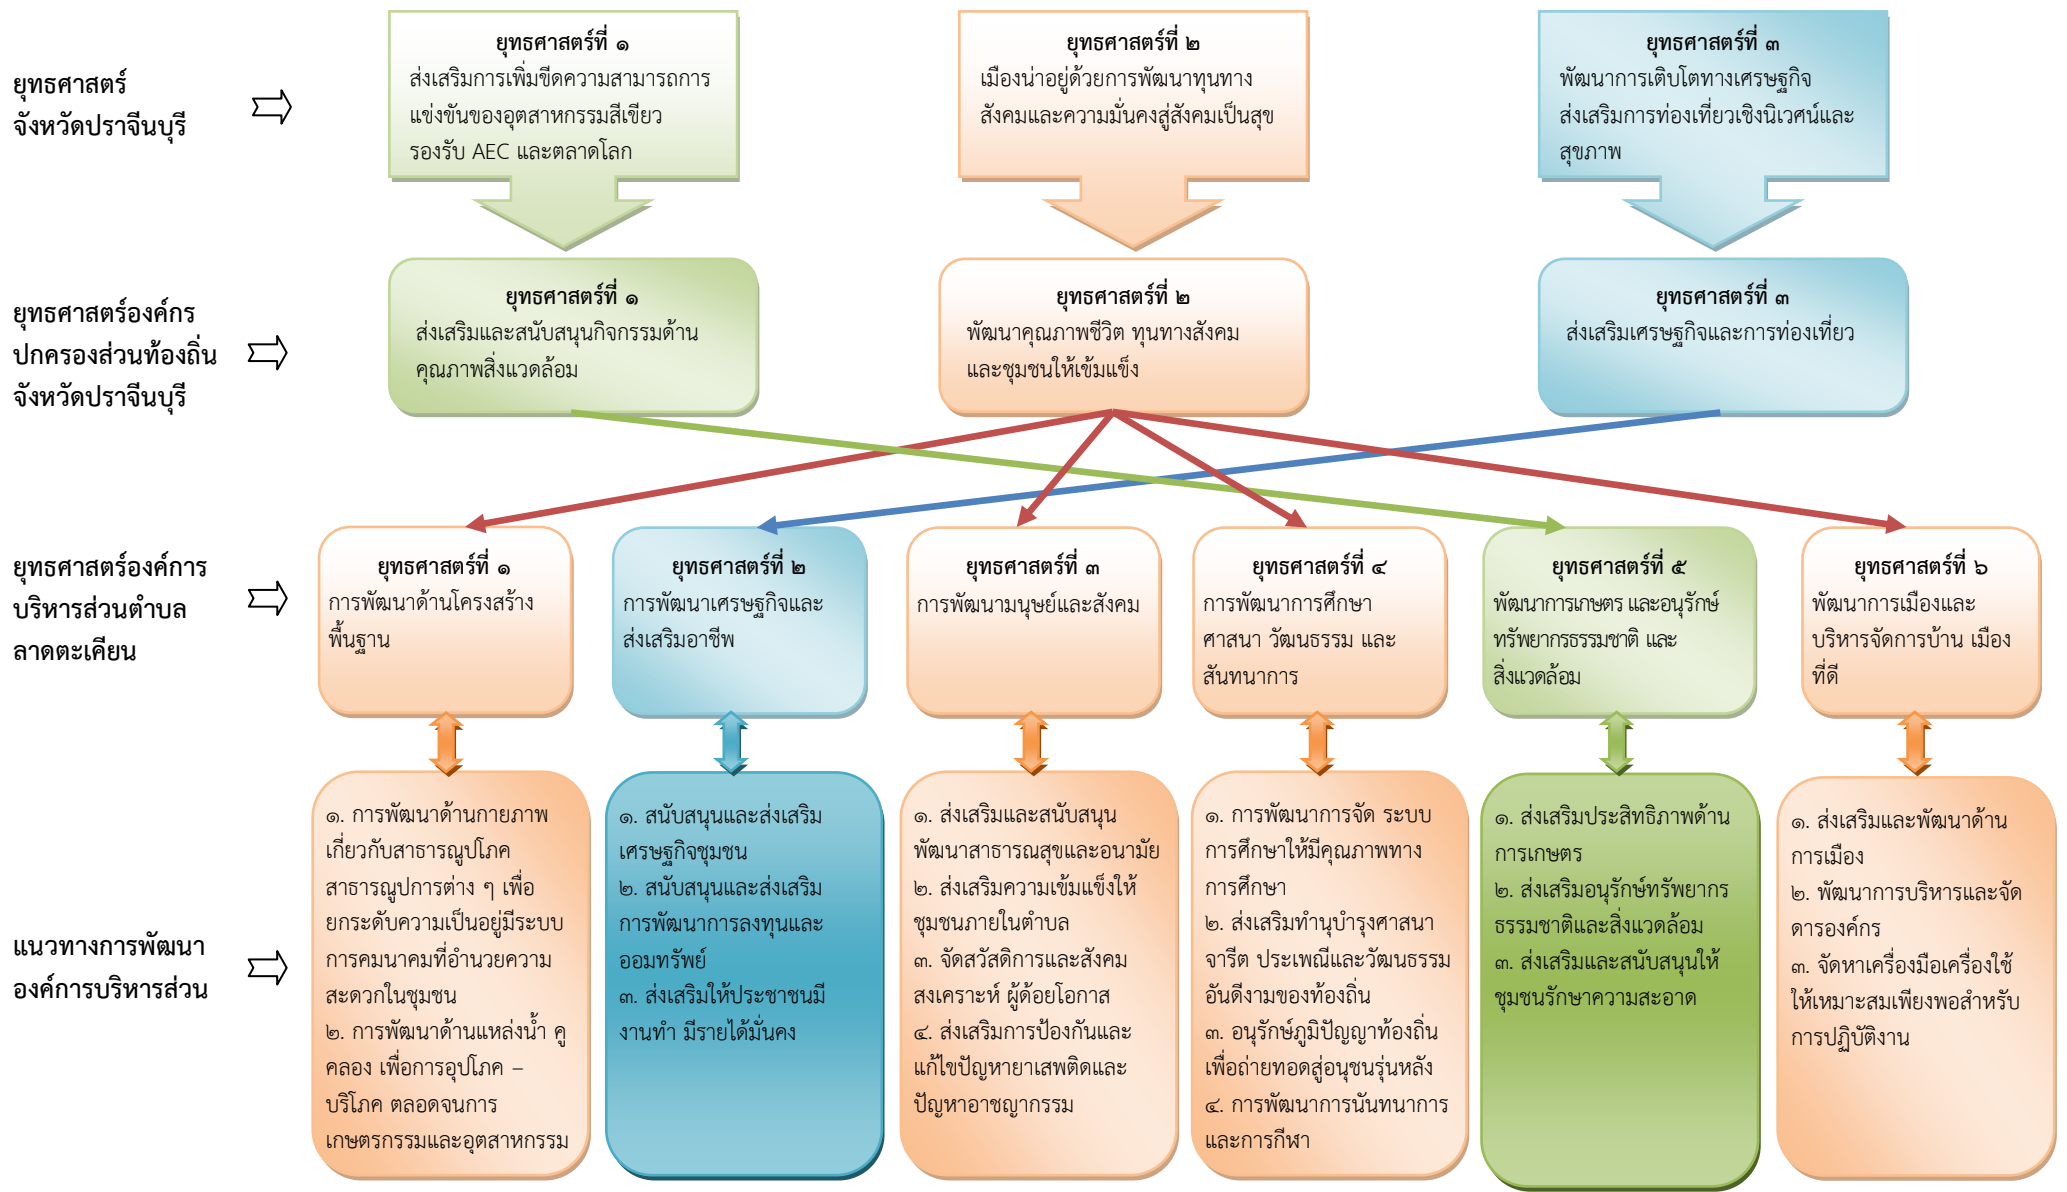 ยุทธศาสตร์
จังหวัดปราจีนบุรี
ยุทธศาสตร์ที่ ๑
ส่งเสริมการเพิ่มขีดความสามารถการ
แข่งขันของอุตสาหกรรมสีเขียว
รองรับ AEC และตลาดโลก
ยุทธศาสตร์ที่ ๒
เมืองน่าอยู่ด้วยการพัฒนาทุนทาง
สังคมและความมั่นคงสู่สังคมเป็นสุข
ยุทธศาสตร์ที่ ๓
พัฒนาการเติบโตทางเศรษฐกิจ
ส่งเสริมการท่องเที่ยวเชิงนิเวศน์และ
สุขภาพ
ยุทธศาสตร์องค์กร
ปกครองส่วนท้องถิ่น
จังหวัดปราจีนบุรี
ยุทธศาสตร์ที่ ๑
ส่งเสริมและสนับสนุนกิจกรรมด้าน
คุณภาพสิ่งแวดล้อม
ยุทธศาสตร์ที่ ๒
พัฒนาคุณภาพชีวิต ทุนทางสังคม
และชุมชนให้เข้มแข็ง
ยุทธศาสตร์ที่ ๓
ส่งเสริมเศรษฐกิจและการท่องเที่ยว
ยุทธศาสตร์องค์การ
บริหารส่วนตำบล
ลาดตะเคียน
ยุทธศาสตร์ที่ ๑
การพัฒนาด้านโครงสร้าง
พื้นฐาน
ยุทธศาสตร์ที่ ๒
การพัฒนาเศรษฐกิจและ
ส่งเสริมอาชีพ
ยุทธศาสตร์ที่ ๓
การพัฒนามนุษย์และสังคม
ยุทธศาสตร์ที่ ๔
การพัฒนาการศึกษา
ศาสนา วัฒนธรรม และ
สันทนาการ
ยุทธศาสตร์ที่ ๕
พัฒนาการเกษตร และอนุรักษ์
ทรัพยากรธรรมชาติ และ
สิ่งแวดล้อม
ยุทธศาสตร์ที่ ๖
พัฒนาการเมืองและ
บริหารจัดการบ้าน เมือง
ที่ดี
แนวทางการพัฒนา
องค์การบริหารส่วน
๑. การพัฒนาด้านกายภาพ
เกี่ยวกับสาธารณูปโภค
สาธารณูปการต่าง ๆ เพื่อ
ยกระดับความเป็นอยู่มีระบบ
การคมนาคมที่อำนวยความ
สะดวกในชุมชน
๒. การพัฒนาด้านแหล่งน้ำ คู
คลอง เพื่อการอุปโภค –
บริโภค ตลอดจนการ
เกษตรกรรมและอุตสาหกรรม
๑. สนับสนุนและส่งเสริม
เศรษฐกิจชุมชน
๒. สนับสนุนและส่งเสริม
การพัฒนาการลงทุนและ
ออมทรัพย์
๓. ส่งเสริมให้ประชาชนมี
งานทำ มีรายได้มั่นคง
๑. ส่งเสริมและสนับสนุน
พัฒนาสาธารณสุขและอนามัย
๒. ส่งเสริมความเข้มแข็งให้
ชุมชนภายในตำบล
๓. จัดสวัสดิการและสังคม
สงเคราะห์ ผู้ด้อยโอกาส
๔. ส่งเสริมการป้องกันและ
แก้ไขปัญหายาเสพติดและ
ปัญหาอาชญากรรม
๑. การพัฒนาการจัด ระบบ
การศึกษาให้มีคุณภาพทาง
การศึกษา
๒. ส่งเสริมทำนุบำรุงศาสนา
จารีต ประเพณีและวัฒนธรรม
อันดีงามของท้องถิ่น
๓. อนุรักษ์ภูมิปัญญาท้องถิ่น
เพื่อถ่ายทอดสู่อนุชนรุ่นหลัง
๔. การพัฒนาการนันทนาการ
และการกีฬา
๑. ส่งเสริมประสิทธิภาพด้าน
การเกษตร
๒. ส่งเสริมอนุรักษ์ทรัพยากร
ธรรมชาติและสิ่งแวดล้อม
๓. ส่งเสริมและสนับสนุนให้
ชุมชนรักษาความสะอาด
๑. ส่งเสริมและพัฒนาด้าน
การเมือง
๒. พัฒนาการบริหารและจัด
ดารองค์กร
๓. จัดหาเครื่องมือเครื่องใช้
ให้เหมาะสมเพียงพอสำหรับ
การปฏิบัติงาน